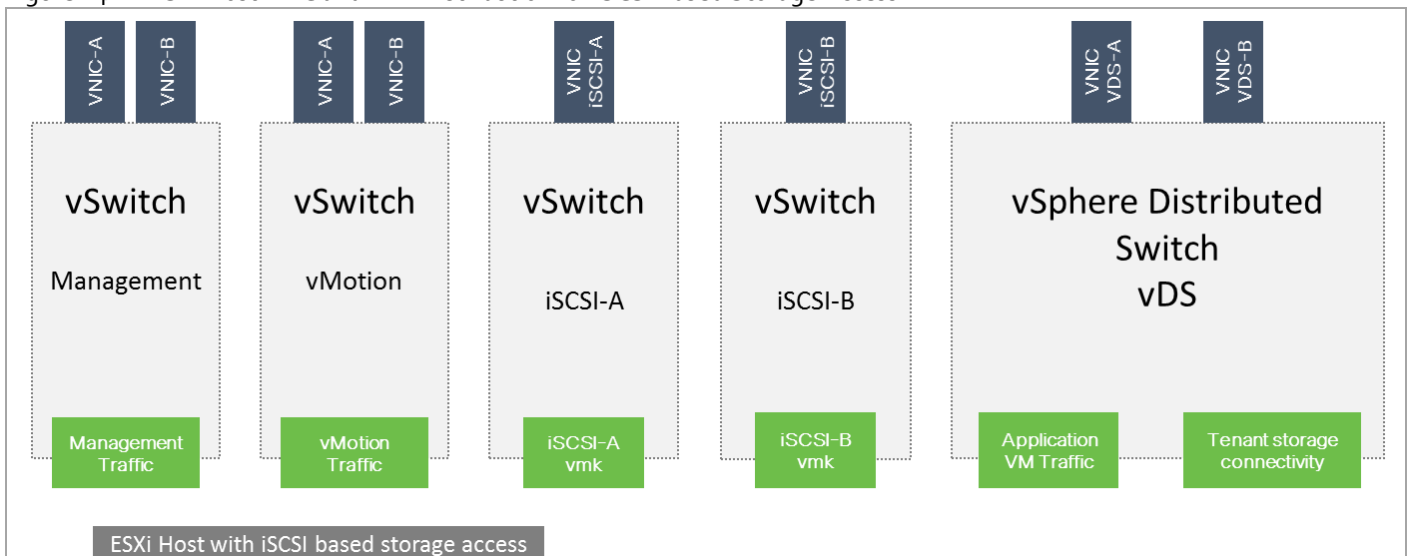 VNIC-A
VNIC-B
VNIC-A
VNIC-B
VNIC
iSCSI-A
VNIC
iSCSI-B
VNIC
VDS-A
VNIC
VDS-B
vSwitch
Management
Management
Traffic
vSwitch
vMotion
vMotion
Traffic
vSwitch
iSCSI-A
iSCSI-A
vmk
vSwitch
iSCSI-B
iSCSI-B
vmk
vSphere Distributed
Switch
vDS
Application
VM Traffic
Tenant storage
connectivity
ESXi Host with iSCSI based storage access